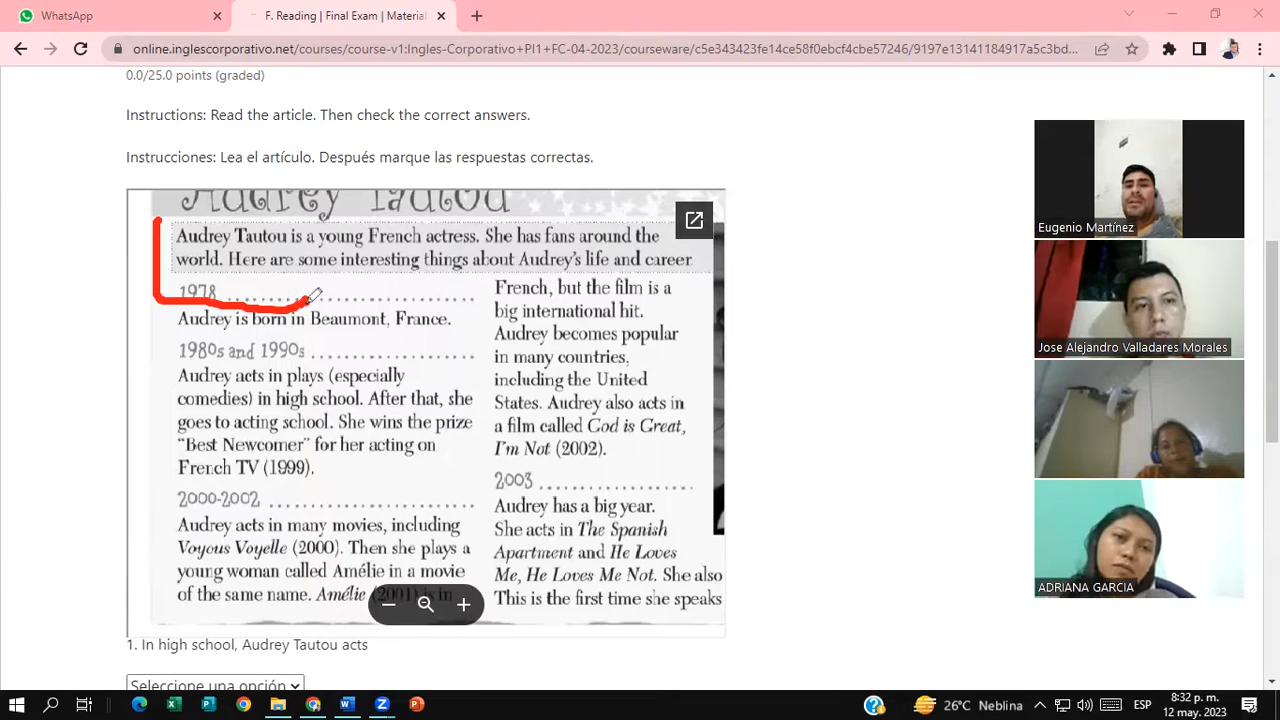 WhatsApp
F. Reading | Final Exam | Material
online.inglescorporativo.net/courses/course-v1:Ingles-Corporativo+PI1+FC-04-2023/courseware/c5e343423fe14ce58f0ebcf4cbe57246/9197e13141184917a5c3bd...
0.0/25.0 points (graded)
Instructions: Read the article. Then check the correct answers.
Instrucciones: Lea el artículo. Después marque las respuestas correctas.
Audrey Tautou
Audrey Tautou is a young French actress. She has fans around the
world. Here are some interesting things about Audrey's life and career
1978
Audrey is born in Beaumont, France.
1980s and 1990s
Audrey acts in plays (especially
comedies) in high school. After that, she
goes to acting school. She wins the prize
“Best Newcomer” for her acting on
French TV (1999).
2000-2002
Audrey acts in many movies, including
Voyous Voyelle (2000). Then she plays a
young woman called Amélie in a movie
of the same name. Amélie (2001) is in
French, but the film is a
big international hit.
Audrey becomes popular
in many countries,
including the United
States. Audrey also acts in
a film called God is Great,
I'm Not (2002).
2003
Audrey has a big year.
She acts in The Spanish
Apartment and He Loves
Me, He Loves Me Not. She also
This is the first time she speaks
1. In high school, Audrey Tautou acts
Seleccione una opción
Eugenio Martínez
Jose Alejandro Valladares Morales
ADRIANA GARCIA
26°C Neblina
ESP
8:32 p. m.
12 may. 2023